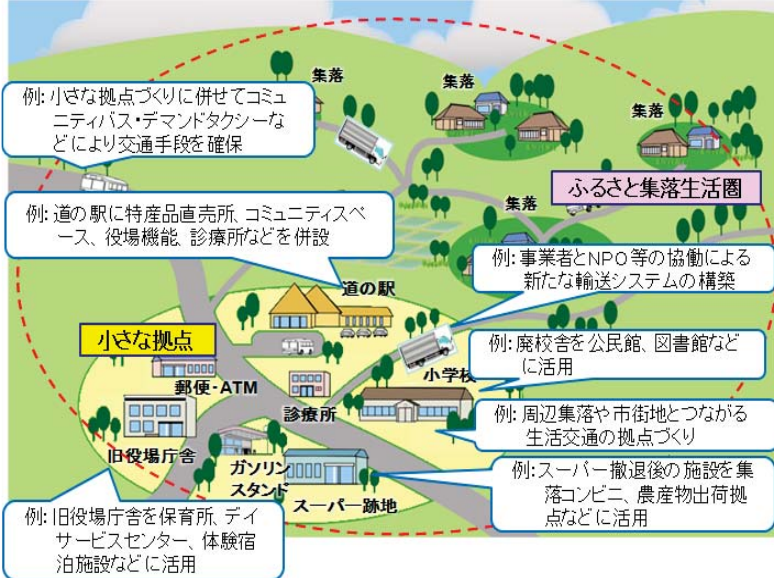 集落
集落
例: 小さな拠点づくりに併せてコミュ
ニティバス・デマンドタクシーな
どにより交通手段を確保
集落
ふるさと集落生活圏
集落
例: 道の駅に特産品直売所、コミュニティスペ
ース、役場機能、診療所などを併設
例: 事業者とNPO等の協働による
新たな輸送システムの構築
道の駅
小さな拠点
例: 廃校舎を公民館、図書館など
に活用
小学校
郵便・ATM
診療所
例: 周辺集落や市街地とつながる
生活交通の拠点づくり
旧役場庁舎
ガソリン
スタンド
例:スーパー撤退後の施設を集
落コンビニ、農産物出荷拠
点などに活用
スーパー跡地
例: 旧役場庁舎を保育所、デイ
サービスセンター、体験宿
泊施設などに活用